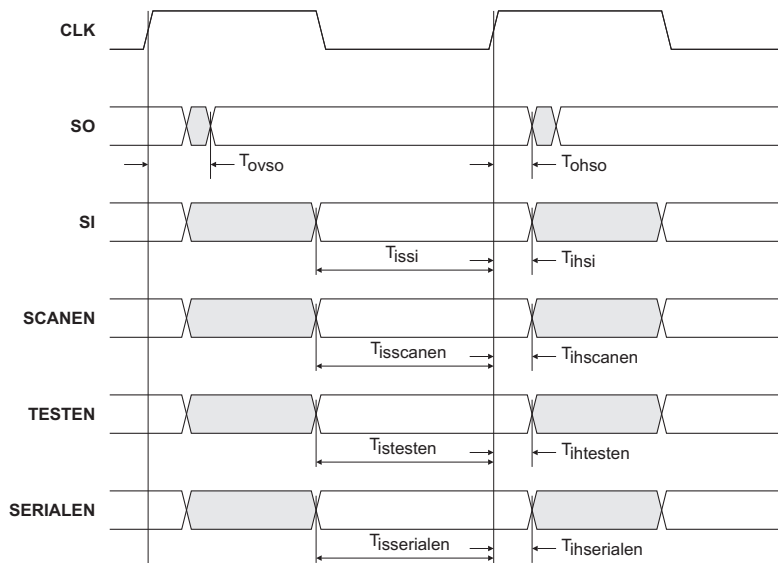 CLK
SO
Tovso
Tohso
SI
Tissi
Tihsi
SCANEN
Tisscanen
Tihscanen
TESTEN
Tistesten
Tihtesten
SERIALEN
Tisserialen
Tihserialen